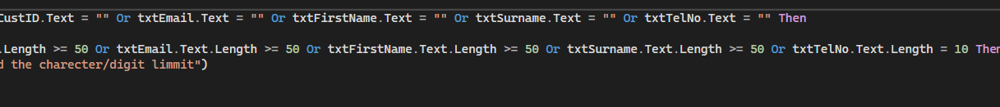 CustID.Text = "" Or txtEmail.Text = "" Or txtFirstName.Text = "" Or txtSurname.Text = "" Or txtTelNo.Text = "" Then
.Length >= 50 Or txtEmail.Text.Length >= 50 Or txtFirstName.Text.Length >= 50 Or txtSurname.Text.Length >= 50 Or txtTelNo.Text.Length = 10 Then
d the charecter/digit limmit")